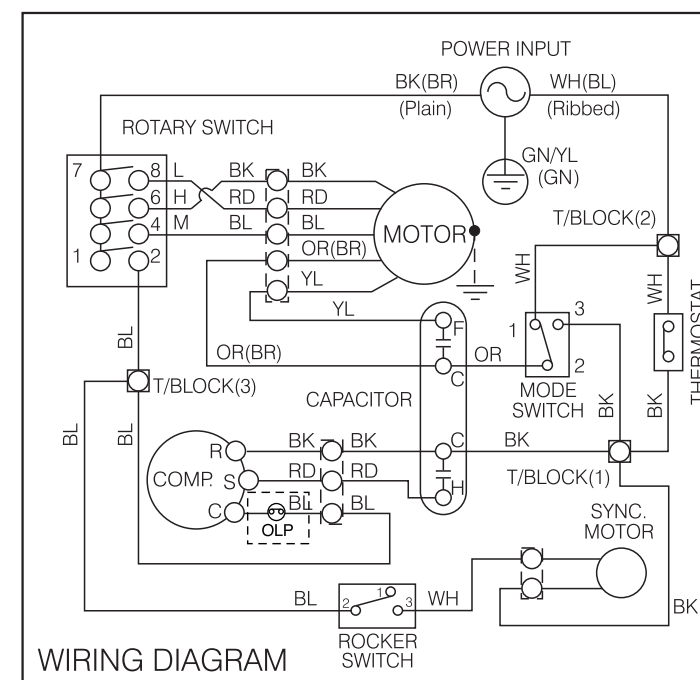 POWER INPUT
BK(BR) WH(BL)
(Plain) (Ribbed)
ROTARY SWITCH
GN/YL
(GN)
7 8 L BK BK
6 H RD RD
4 M BL BL
1 2
OR(BR)
YL
MOTOR
T/BLOCK(2)
WH
WH
YL
F
1 3
2
THERMOSTAT
BL
OR(BR)
C
OR
MODE
SWITCH
T/BLOCK(3)
CAPACITOR
BK
BK
BL
BL
COMP.
R BK BK C BK
S RD RD H
C BL BL
OLP
T/BLOCK(1)
SYNC.
MOTOR
BL 2 1 3 WH
BK
ROCKER
SWITCH
WIRING DIAGRAM